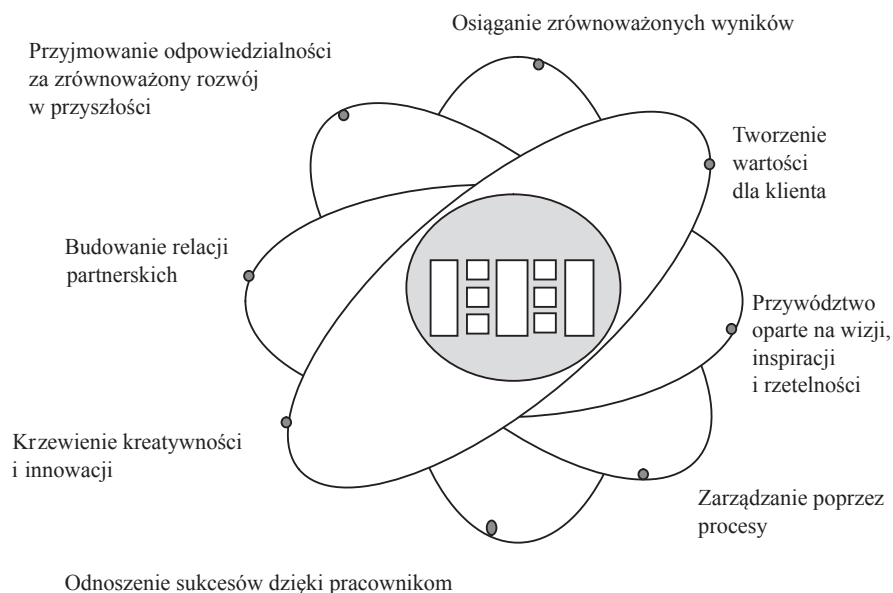 Osiąganie zrównoważonych wyników
Przyjmowanie odpowiedzialności
za zrównoważony rozwój
w przyszłości
Tworzenie
wartości
dla klienta
Budowanie relacji
partnerskich
Przywództwo
oparte na wizji,
inspiracji
i rzetelności
Krzewienie kreatywności
i innowacji
Zarządzanie poprzez
procesy
Odnoszenie sukcesów dzięki pracownikom